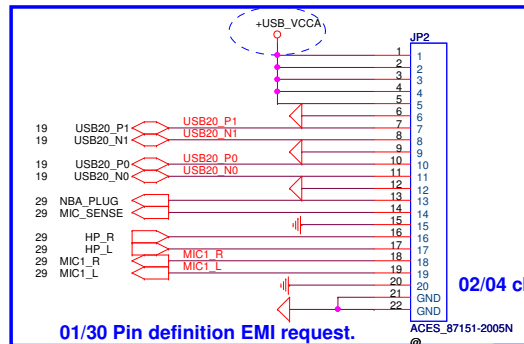 +USB_VCCA
JP2
1 1
2 2
3 3
4 4
5 5
6 6
19 USB20_P1 USB20_P1 7 7
19 USB20_N1 USB20_N1 8 8
9 9
19 USB20_P0 USB20_P0 10 10
19 USB20_N0 USB20_N0 11 11
12 12
29 NBA_PLUG 13 13
29 MIC_SENSE 14 14
15 15
29 HP_R 16 16
29 HP_L 17 17
29 MIC1_R MIC1_R 18 18
29 MIC1_L MIC1_L 19 19
20 20
21 GND
22 GND
02/04 c
01/30 Pin definition EMI request.
ACES_87151-2005N
@